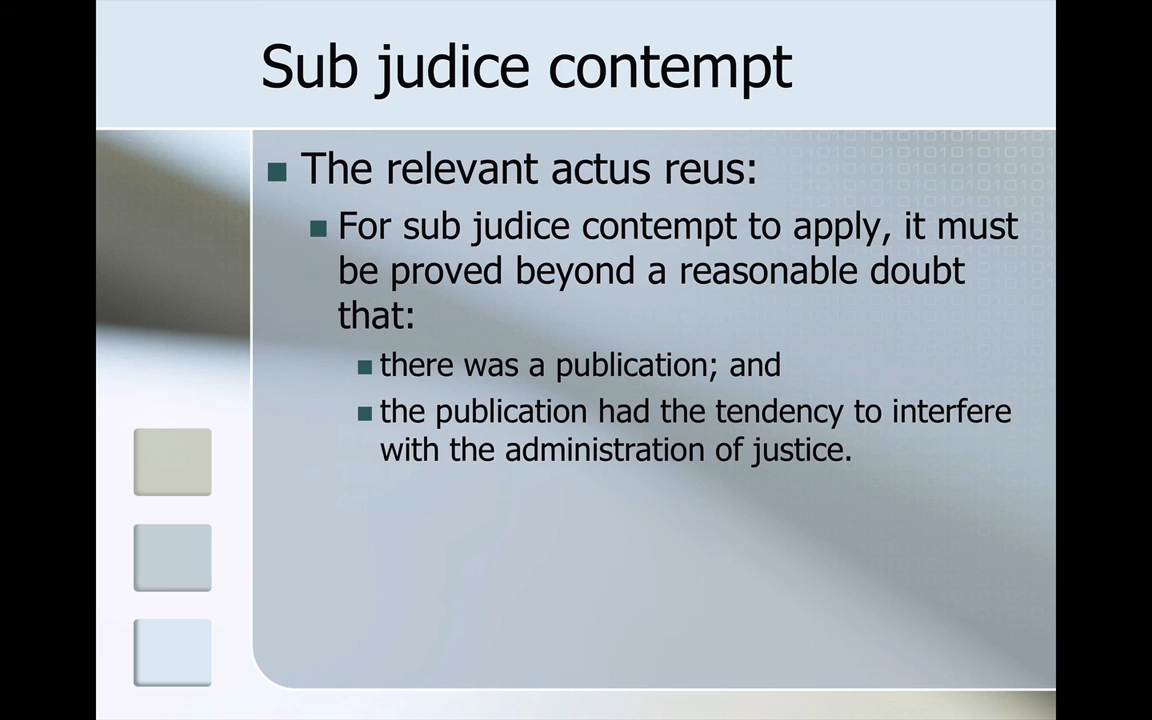 Sub judice contempt
The relevant actus reus:
For sub judice contempt to apply, it must
be proved beyond a reasonable doubt
that:
there was a publication; and
the publication had the tendency to interfere
with the administration of justice.